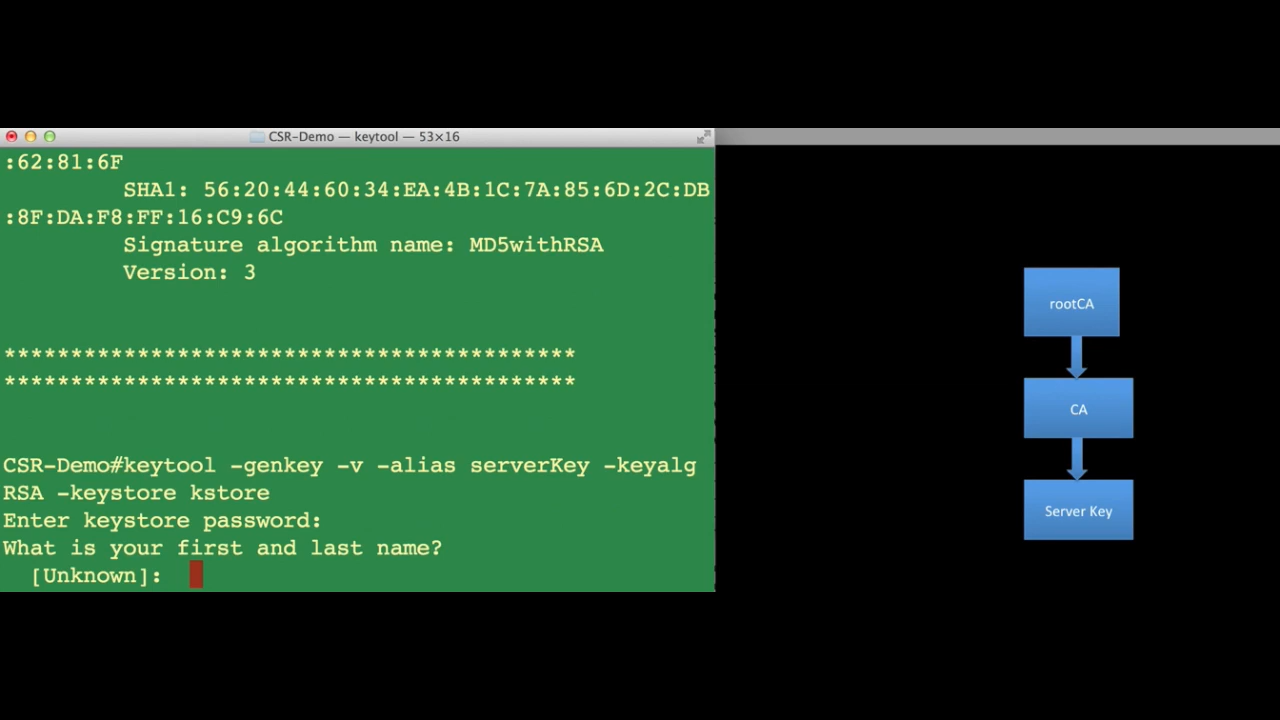 CSR-Demo — keytool — 53×16
:62:81:6F
SHA1: 56:20:44:60:34:EA:4B:1C:7A:85:6D:2C:DB
:8F:DA:F8:FF:16:C9:6C
Signature algorithm name: MD5withRSA
Version: 3
*******************************************
*******************************************
CSR-Demo#keytool -genkey -v -alias serverKey -keyalg
RSA -keystore kstore
Enter keystore password:
What is your first and last name?
[Unknown]:
rootCA
CA
Server Key